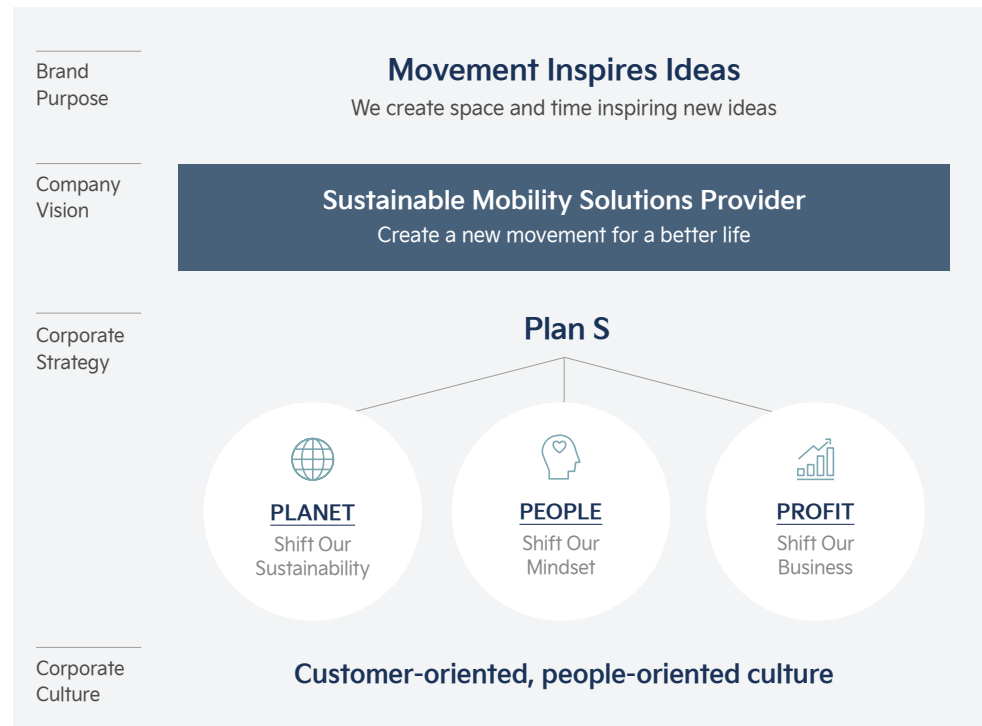 Brand
Purpose
Movement Inspires Ideas
We create space and time inspiring new ideas
Company
Vision
Sustainable Mobility Solutions Provider
Create a new movement for a better life
Corporate
Strategy
Plan S
PLANET
Shift Our
Sustainability
PEOPLE
Shift Our
Mindset
PROFIT
Shift Our
Business
Corporate
Culture
Customer-oriented, people-oriented culture